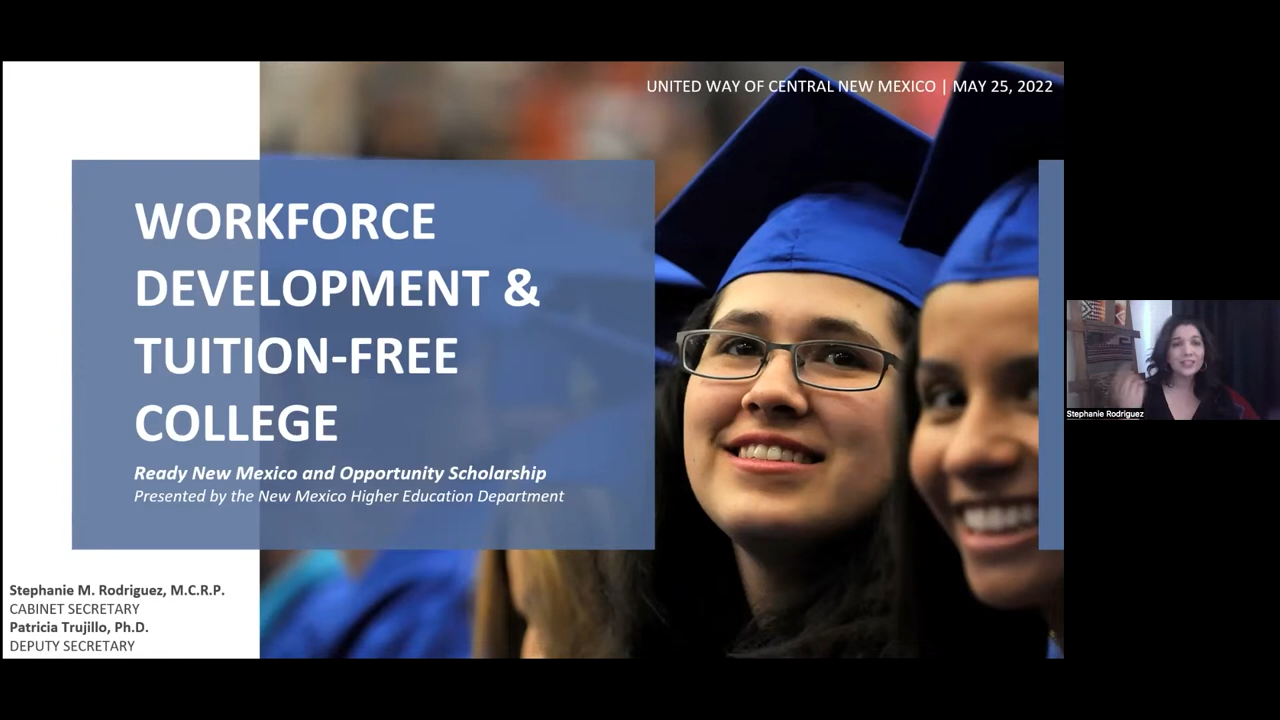 UNITED WAY OF CENTRAL NEW MEXICO | MAY 25, 2022
WORKFORCE
DEVELOPMENT &
TUITION-FREE
COLLEGE
Ready New Mexico and Opportunity Scholarship
Presented by the New Mexico Higher Education Department
Stephanie M. Rodriguez, M.C.R.P.
CABINET SECRETARY
Patricia Trujillo, Ph.D.
DEPUTY SECRETARY
Stephanie Rodriguez